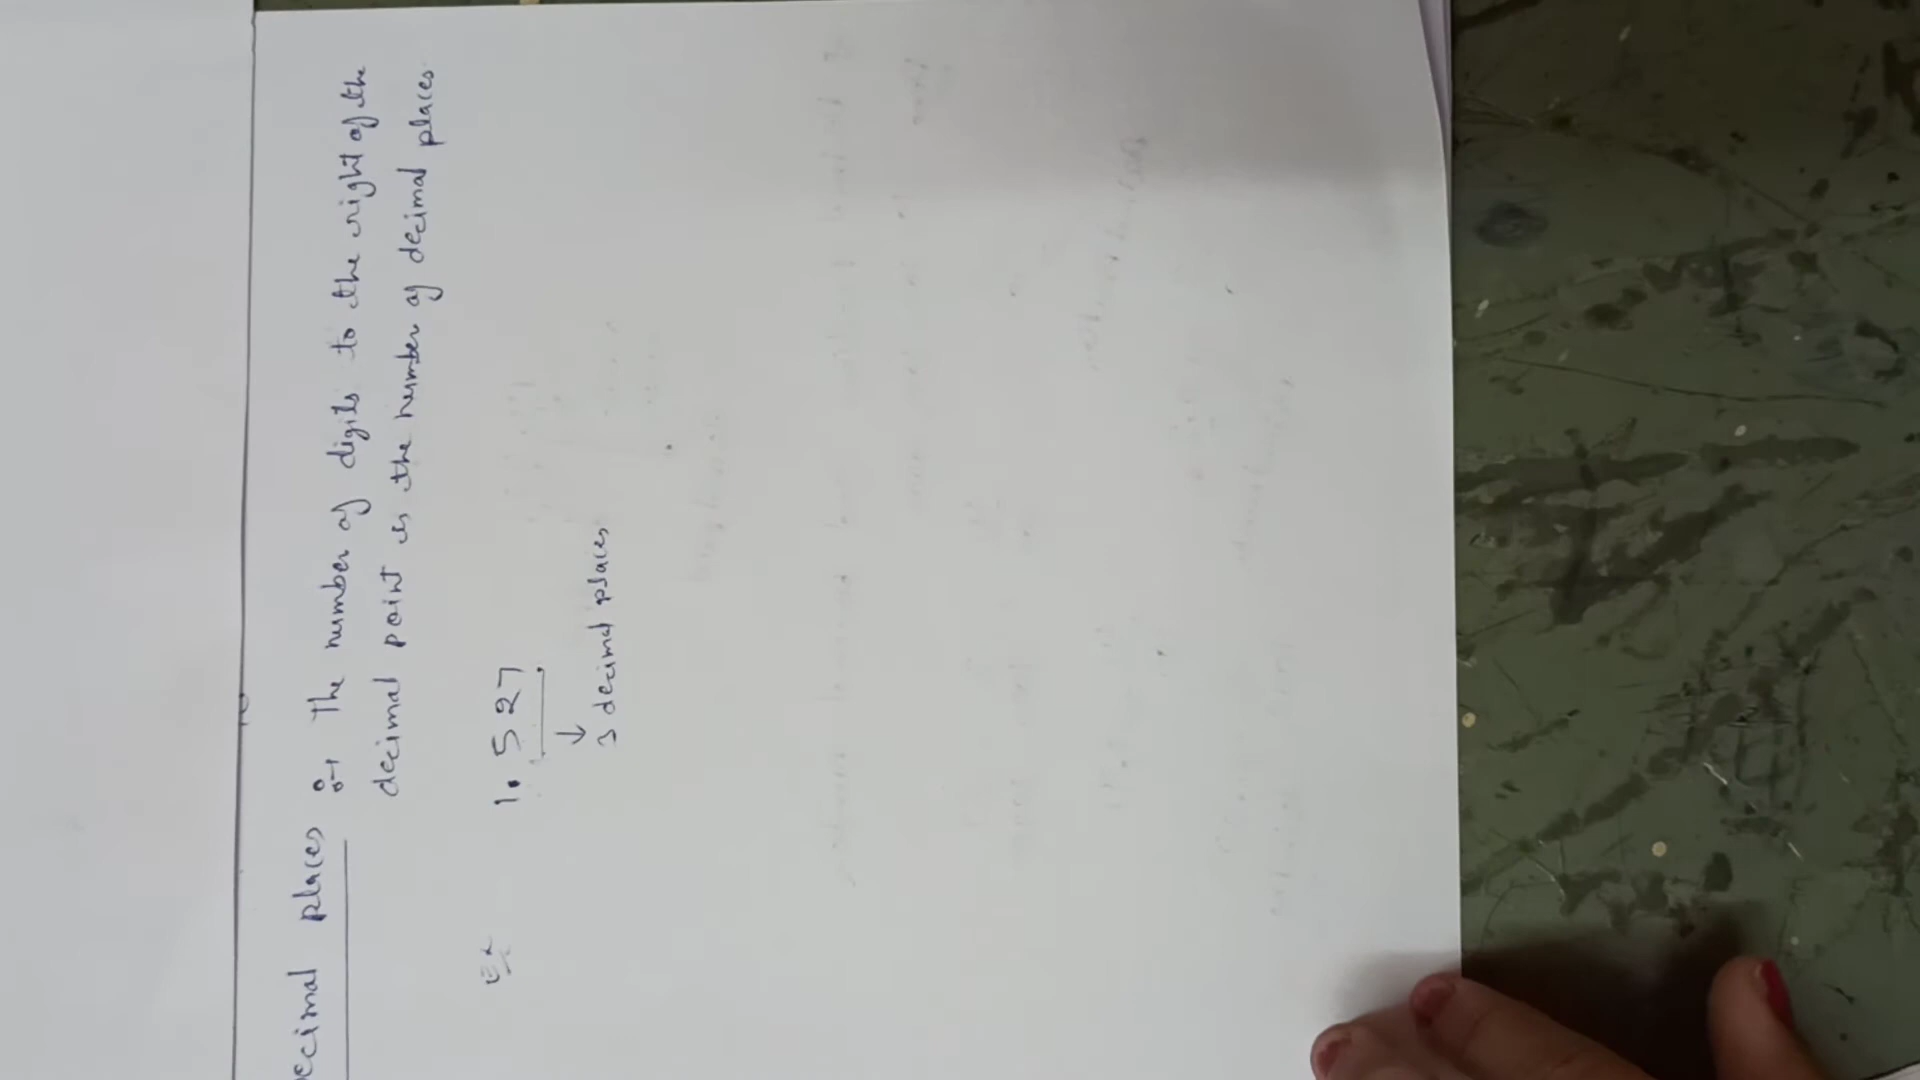 ecimal places :- The number of digits to the right of the
decimal point is the number of decimal places
Ex 1.527
↓
3 decimal places